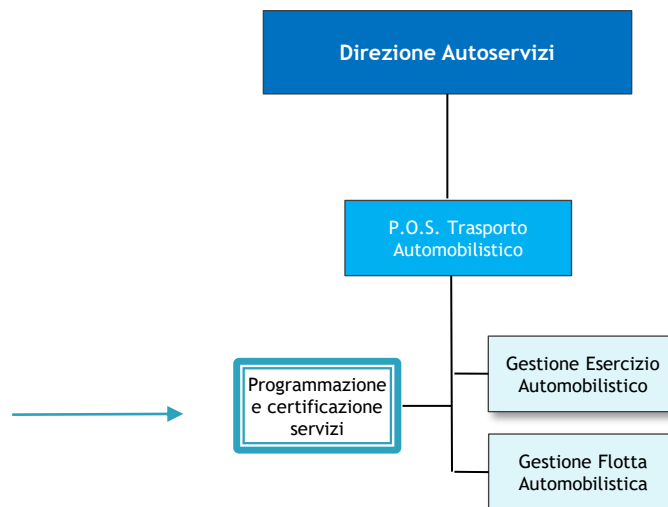 Direzione Autoservizi
P.O.S. Trasporto
Automobilistico
Programmazione
e certificazione
servizi
Gestione Esercizio
Automobilistico
Gestione Flotta
Automobilistica